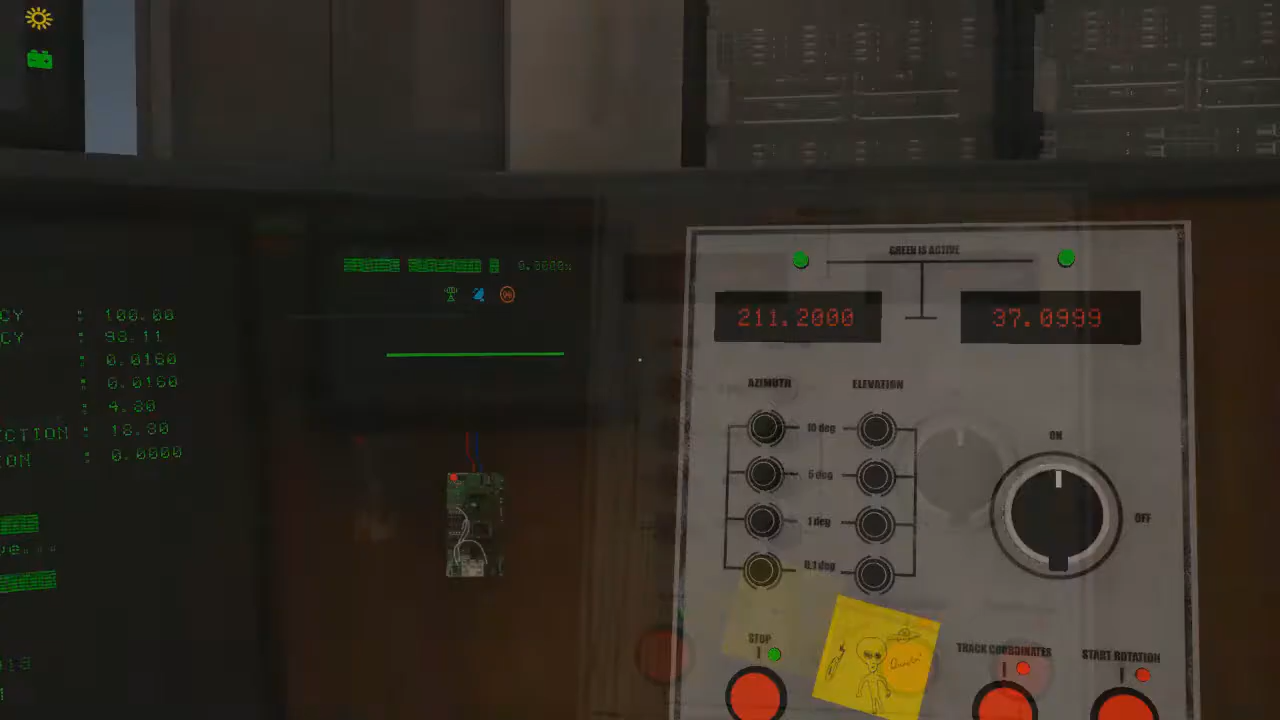 GREEN IS ACTIVE
211.2000 37.0999
AZIMUTH ELEVATION
10 deg
5 deg
1 deg
0,1 deg
ON
OFF
STOP
TRACK COORDINATES
START ROTATION
CY : 100.00
CY : 98.11
: 0.0160
: 0.0160
: 4.80
ECTION : 18.30
ON : 0.0000